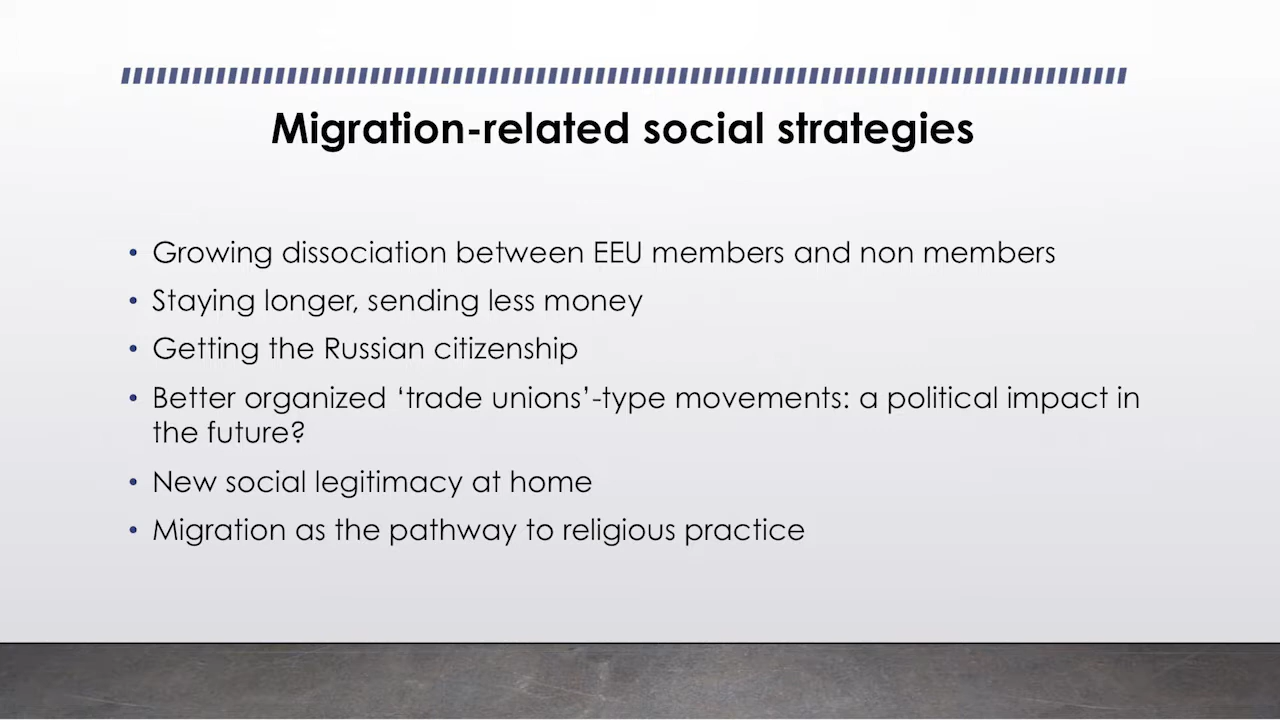 Migration-related social strategies
• Growing dissociation between EEU members and non members
• Staying longer, sending less money
• Getting the Russian citizenship
• Better organized ‘trade unions’-type movements: a political impact in
the future?
• New social legitimacy at home
• Migration as the pathway to religious practice